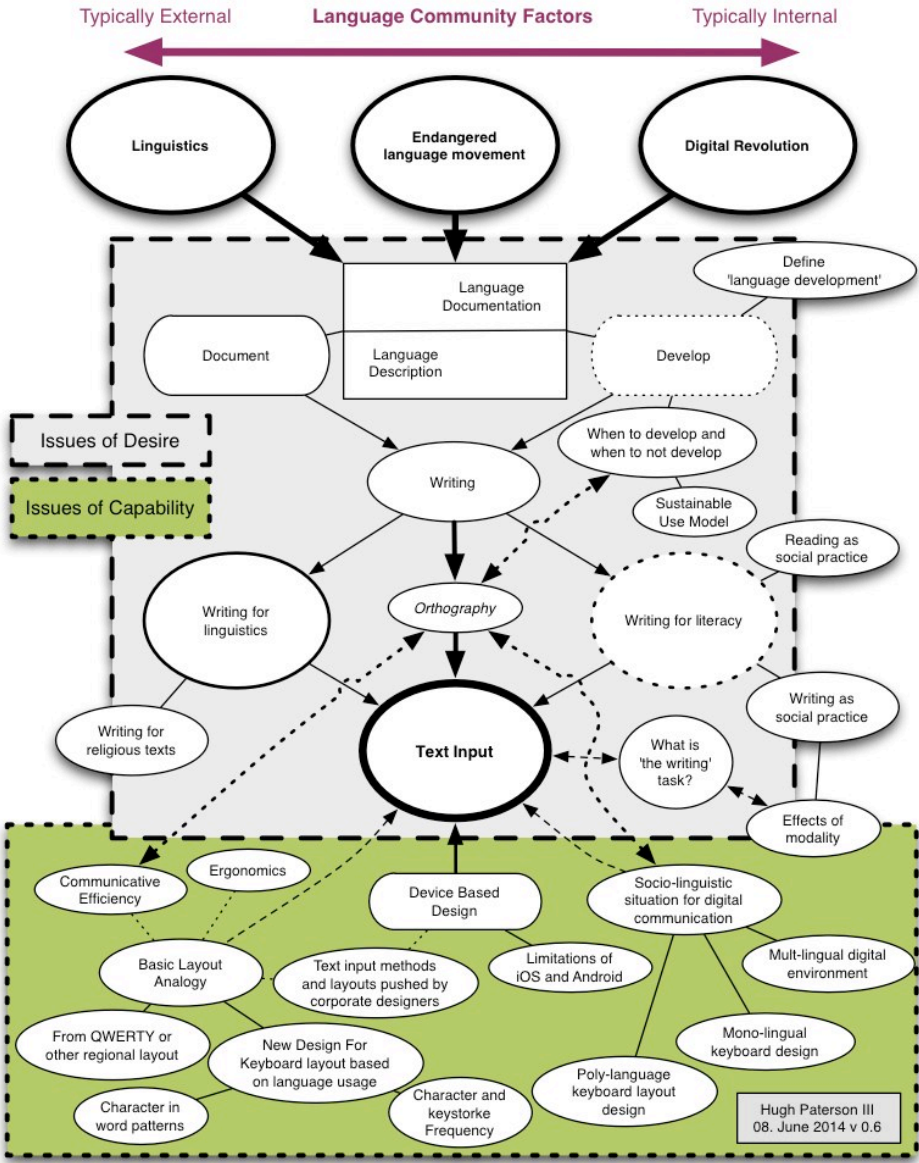 Typically External
Language Community Factors
Typically Internal
Linguistics
Endangered
language movement
Digital Revolution
Define
'language development'
Language
Documentation
Document
Language
Description
Develop
Issues of Desire
When to develop and
when to not develop
Writing
Issues of Capability
Sustainable
Use Model
Reading as
social practice
Writing for
linguistics
Orthography
Writing for literacy
Writing as
social practice
Writing for
religious texts
Text Input
What is
'the writing'
task?
Effects of
modality
Communicative
Efficiency
Ergonomics
Device Based
Design
Socio-linguistic
situation for digital
communication
Basic Layout
Analogy
Text input methods
and layouts pushed by
corporate designers
Limitations of
iOS and Android
Mult-lingual digital
environment
From QWERTY or
other regional layout
New Design For
Keyboard layout based
on language usage
Mono-lingual
keyboard design
Poly-language
keyboard layout
design
Character in
word patterns
Character and
keystorke
Frequency
Hugh Paterson III
08. June 2014 v 0.6